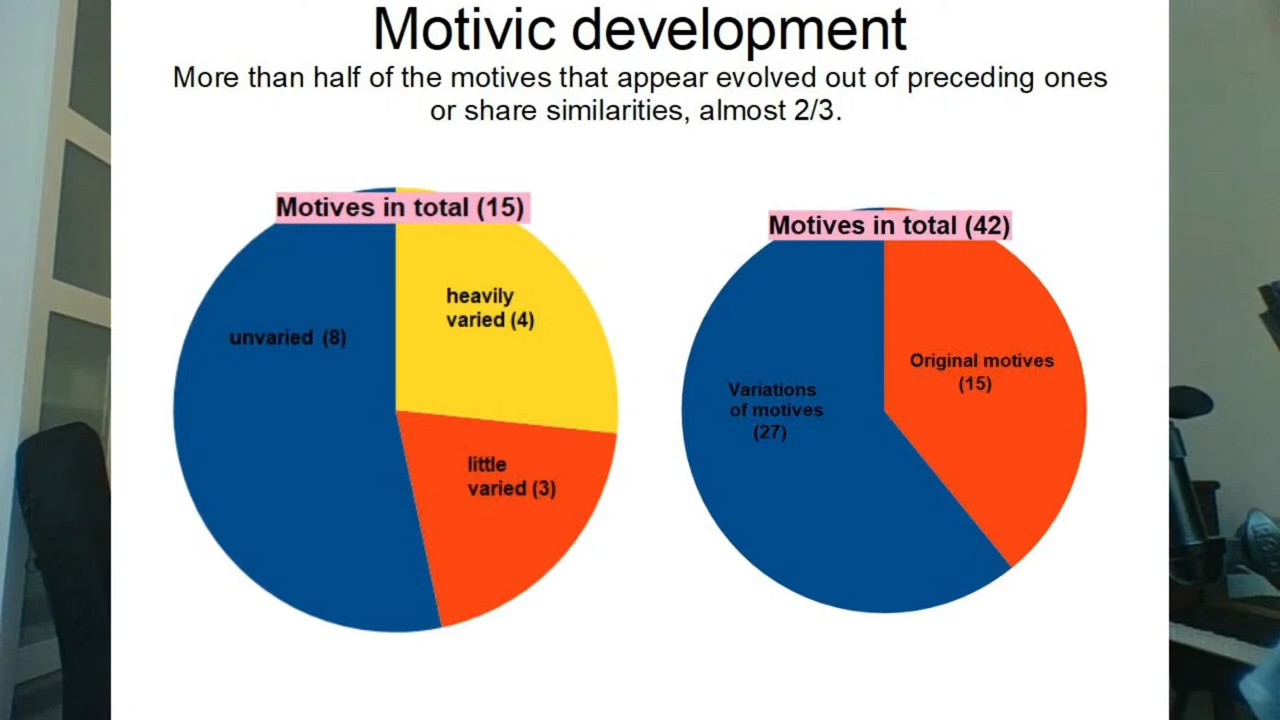 Motivic development
More than half of the motives that appear evolved out of preceding ones
or share similarities, almost 2/3.
Motives in total (15)
heavily
varied (4)
unvaried (8)
little
varied (3)
Motives in total (42)
Original motives
(15)
Variations
of motives
(27)